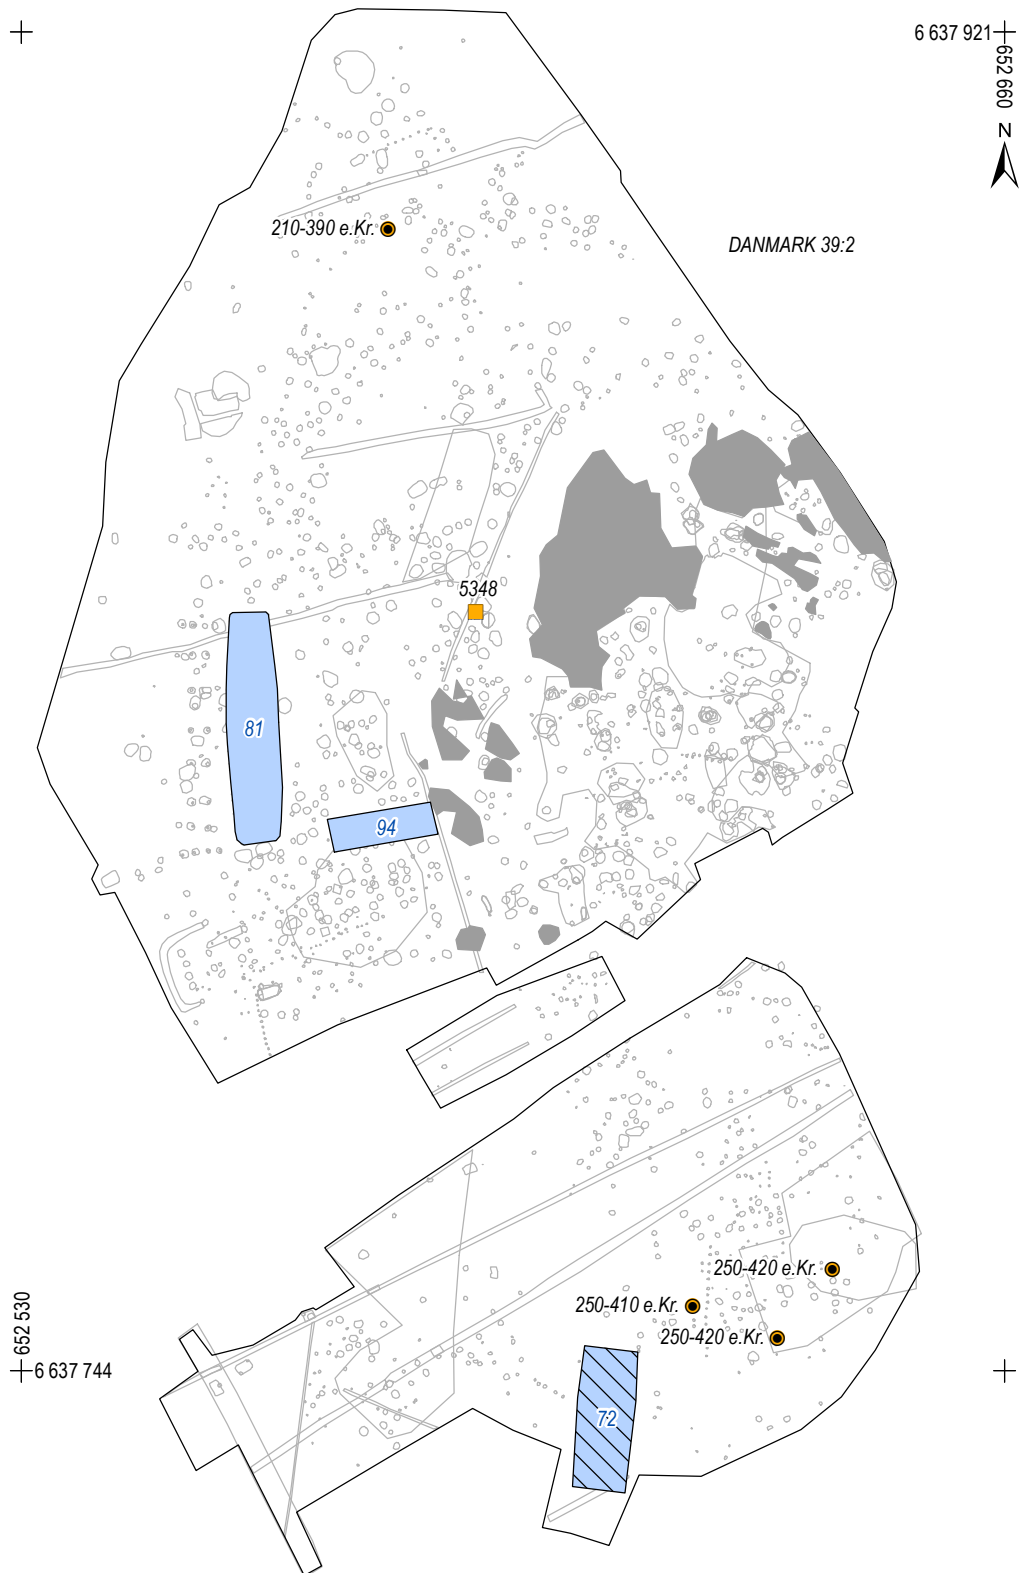 6 637 921
652 660
N
210-390 e.Kr.
DANMARK 39:2
5348
81
94
250-420 e.Kr.
250-410 e.Kr.
250-420 e.Kr.
652 530
6 637 744
72